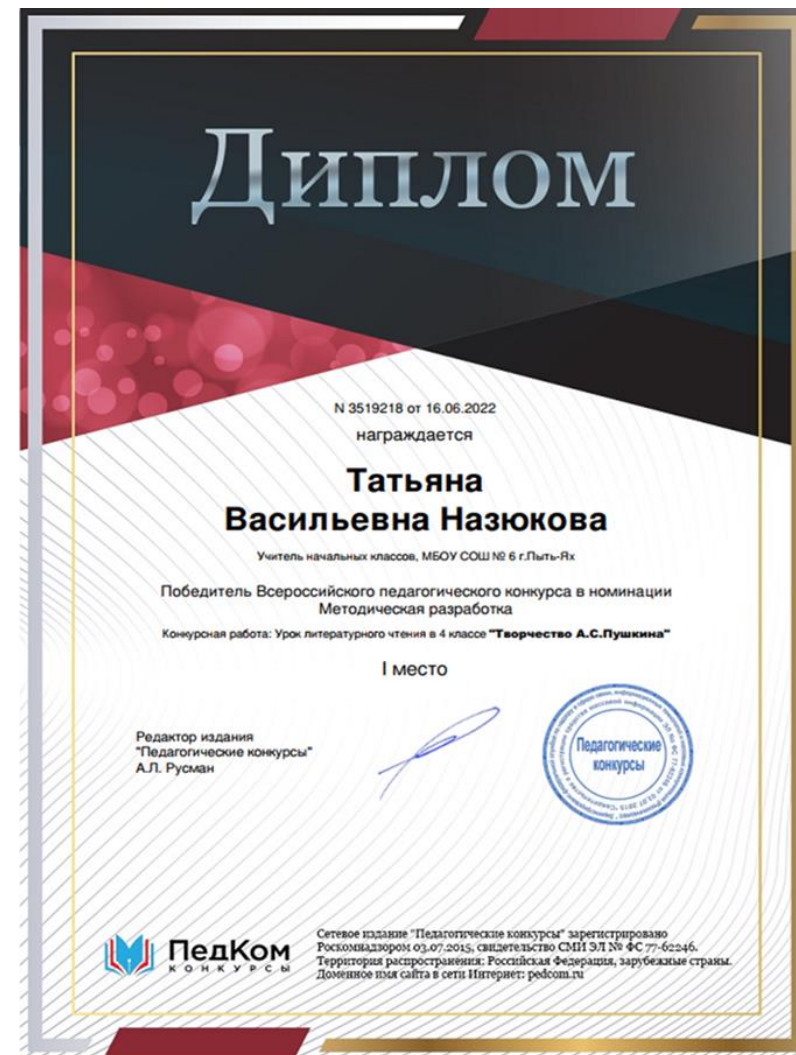 Диплом
N 3519218 от 16.06.2022
награждается
Татьяна
Васильевна Назюкова
Учитель начальных классов, МБОУ СОШ № 6 г.Пыть-Ях
Победитель Всероссийского педагогического конкурса в номинации
Методическая разработка
Конкурсная работа: Урок литературного чтения в 4 классе "Творчество А.С.Пушкина"
I место
Редактор издания
"Педагогические конкурсы"
А.Л. Русман
Педагогические
конкурсы
ПедКом
КОНКУРСЫ
Сетевое издание "Педагогические конкурсы" зарегистрировано
Роскомнадзором 03.07.2015, свидетельство СМИ ЭЛ № ФС 77-62246.
Территория распространения: Российская Федерация, зарубежные страны.
Доменное имя сайта в сети Интернет: pedcom.ru